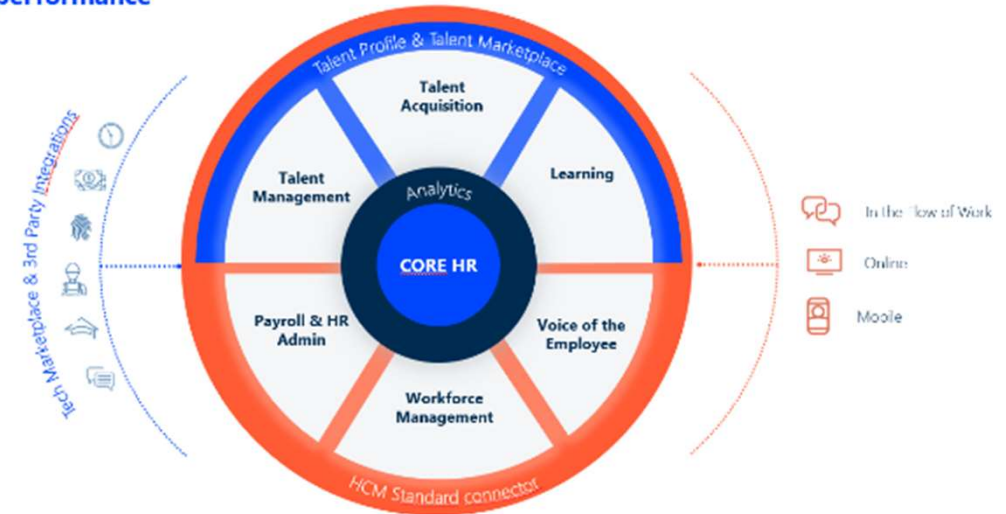 performance
Talent Profile & Talent Marketplace
Talent
Acquisition
Talent
Management
Learning
Analytics
CORE HR
Payroll & HR
Admin
Voice of the
Employee
Workforce
Management
HCM Standard connector
Tech Marketplace & 3rd Party Integrations
In the Flow of Work
Online
Mobile